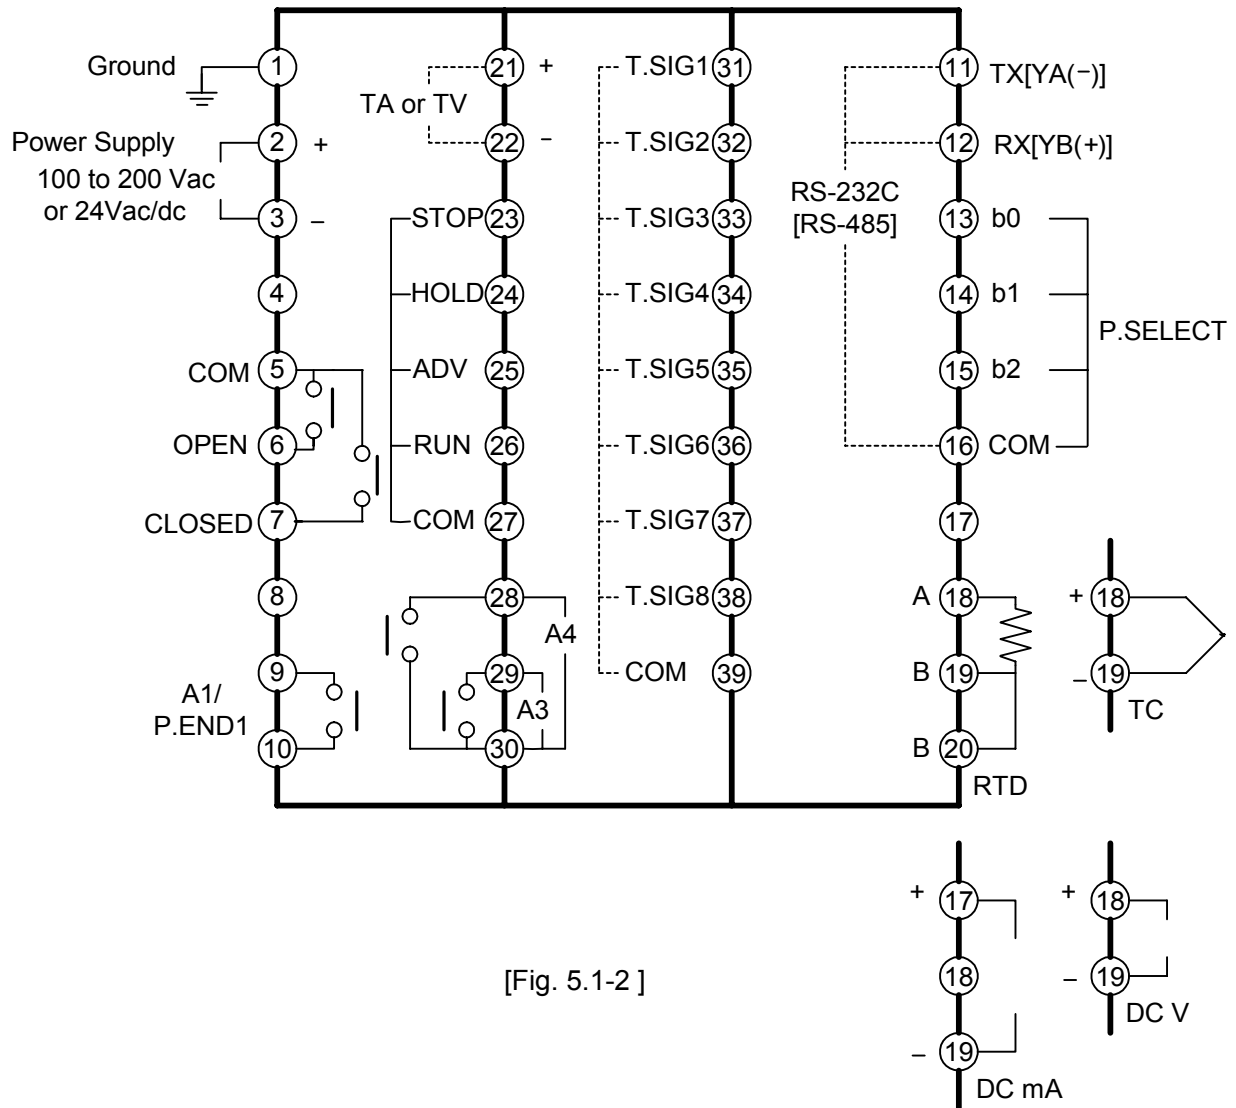 Ground 1 21 + T.SIG1 31 11 TX[YA(−)]
TA or TV
Power Supply 2 + 22 − T.SIG2 32 12 RX[YB(+)]
100 to 200 Vac
or 24Vac/dc
3 − STOP 23 T.SIG3 33 13 b0
RS-232C
[RS-485]
4 HOLD 24 T.SIG4 34 14 b1
P.SELECT
COM 5 ADV 25 T.SIG5 35 15 b2
OPEN 6 RUN 26 T.SIG6 36 16 COM
CLOSED 7 COM 27 T.SIG7 37 17
8 28 T.SIG8 38 A 18 + 18
A4
9 29 COM 39 B 19 − 19
A1/
P.END1
A3
TC
10 30 B 20
RTD
+ 17 + 18
[Fig. 5.1-2 ]
18 − 19
DC V
− 19
DC mA